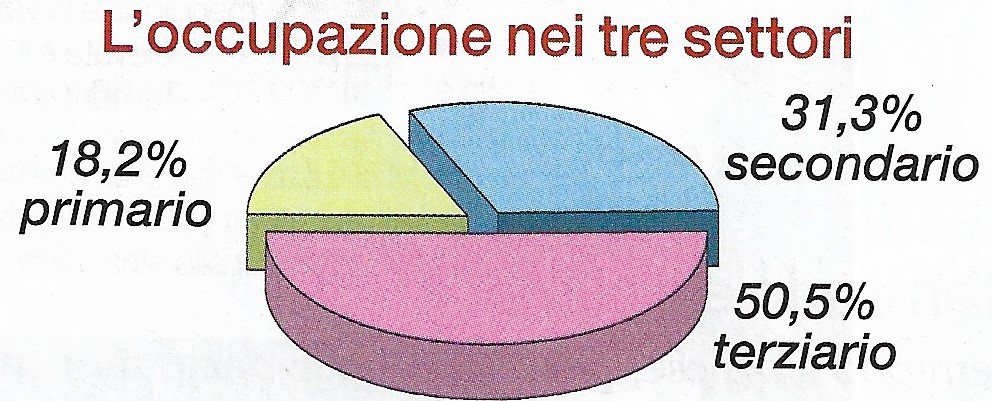 L'occupazione nei tre settori
31,3%
secondario
18,2%
primario
50,5%
terziario